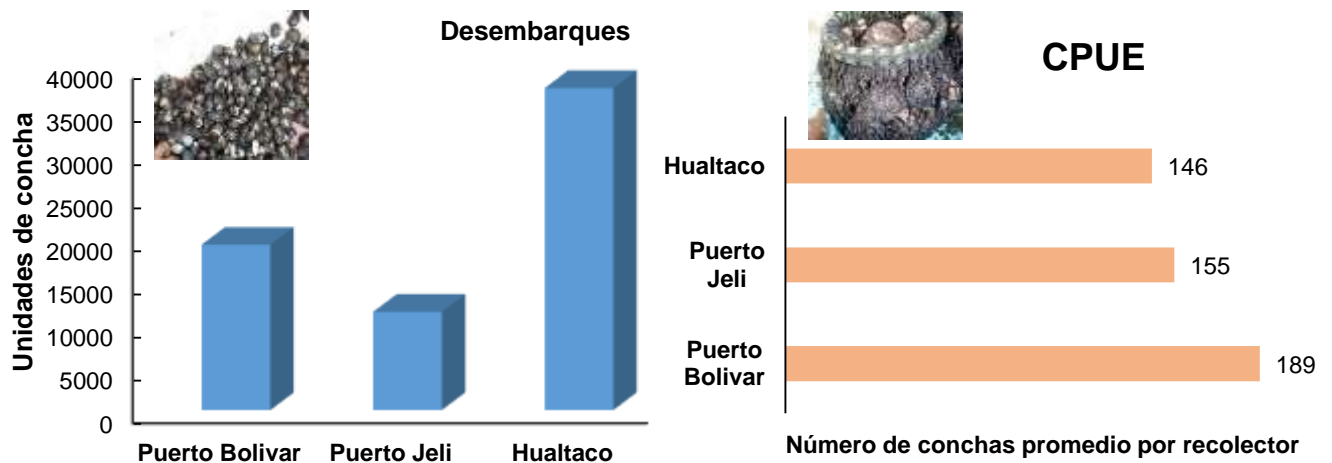 Desembarques
Unidades de concha
40000
35000
30000
25000
20000
15000
10000
5000
0
Puerto Bolivar Puerto Jeli Hualtaco
CPUE
Hualtaco
146
Puerto
Jeli
155
Puerto
Bolivar
189
Número de conchas promedio por recolector